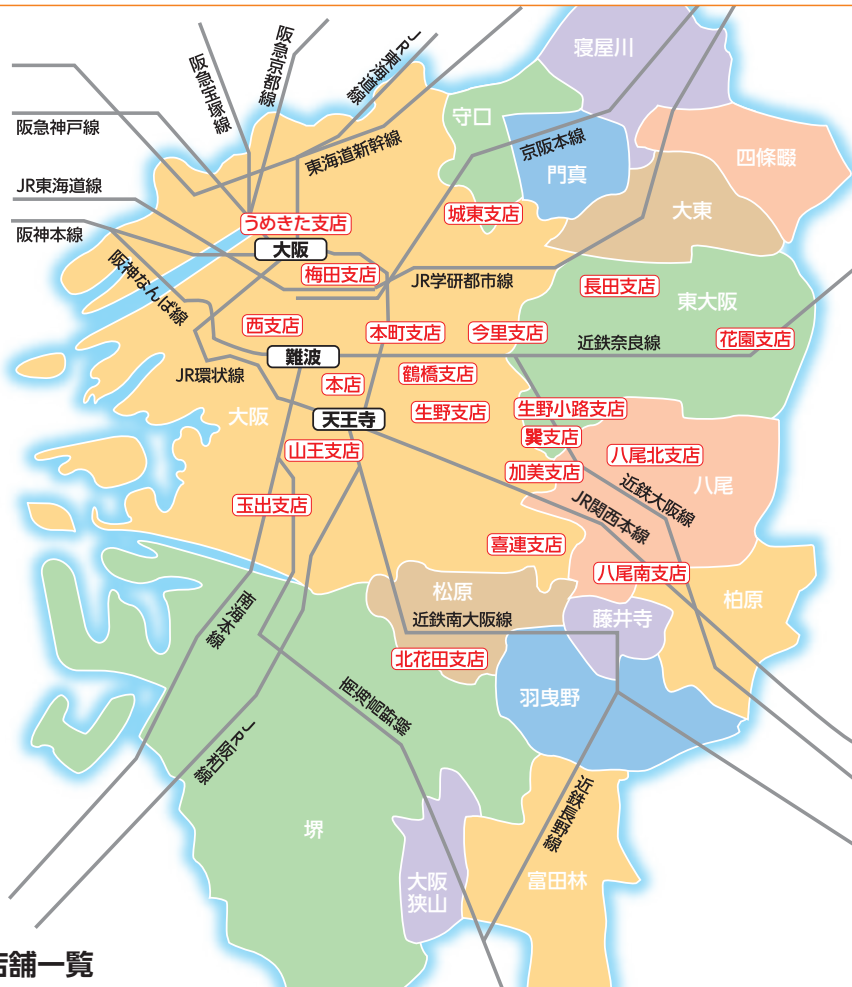 寝屋川
阪急宝塚線
阪急京都線
JR東海道線
守口
阪急神戸線
東海道新幹線
京阪本線
門真
四條畷
JR東海道線
大東
城東支店
うめきた支店
阪神本線
大阪
梅田支店
JR学研都市線
長田支店
東大阪
阪神なんば線
西支店
本町支店
今里支店
花園支店
近鉄奈良線
難波
JR環状線
鶴橋支店
本店
大阪
天王寺
生野支店
生野小路支店
巽支店
山王支店
八尾北支店
加美支店
八尾
近鉄大阪線
玉出支店
JR関西本線
喜連支店
八尾南支店
松原
柏原
南海本線
近鉄南大阪線
藤井寺
北花田支店
羽曳野
南海高野線
JR阪和線
近鉄長野線
堺
大阪
狭山
富田林
店舗一覧